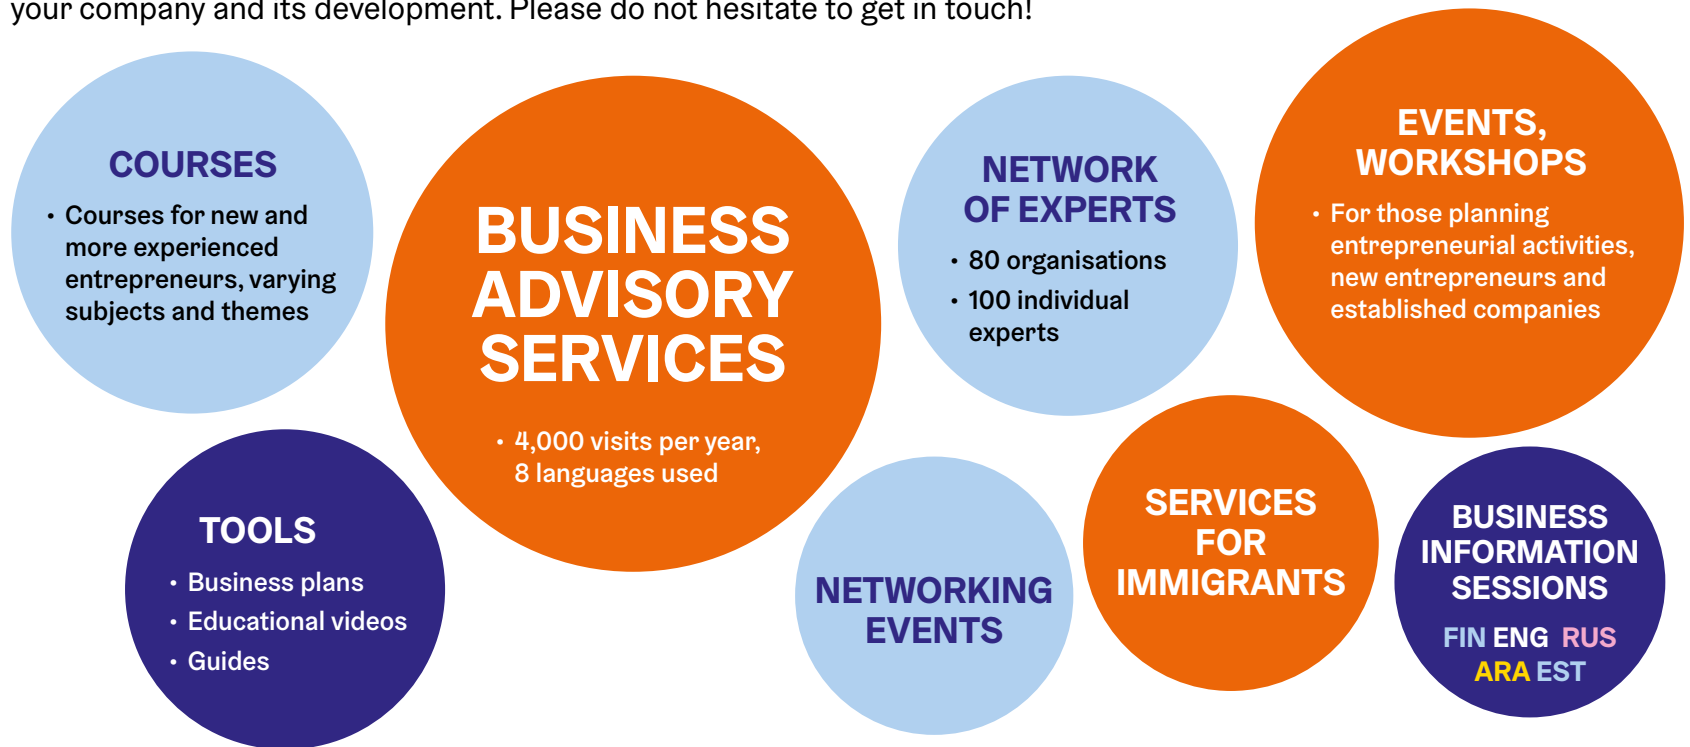 your company and its development. Please do not hesitate to get in touch!
COURSES
• Courses for new and
more experienced
entrepreneurs, varying
subjects and themes
BUSINESS
ADVISORY
SERVICES
• 4,000 visits per year,
8 languages used
NETWORK
OF EXPERTS
• 80 organisations
• 100 individual
experts
EVENTS,
WORKSHOPS
• For those planning
entrepreneurial activities,
new entrepreneurs and
established companies
TOOLS
• Business plans
• Educational videos
• Guides
NETWORKING
EVENTS
SERVICES
FOR
IMMIGRANTS
BUSINESS
INFORMATION
SESSIONS
FIN ENG RUS
ARA EST